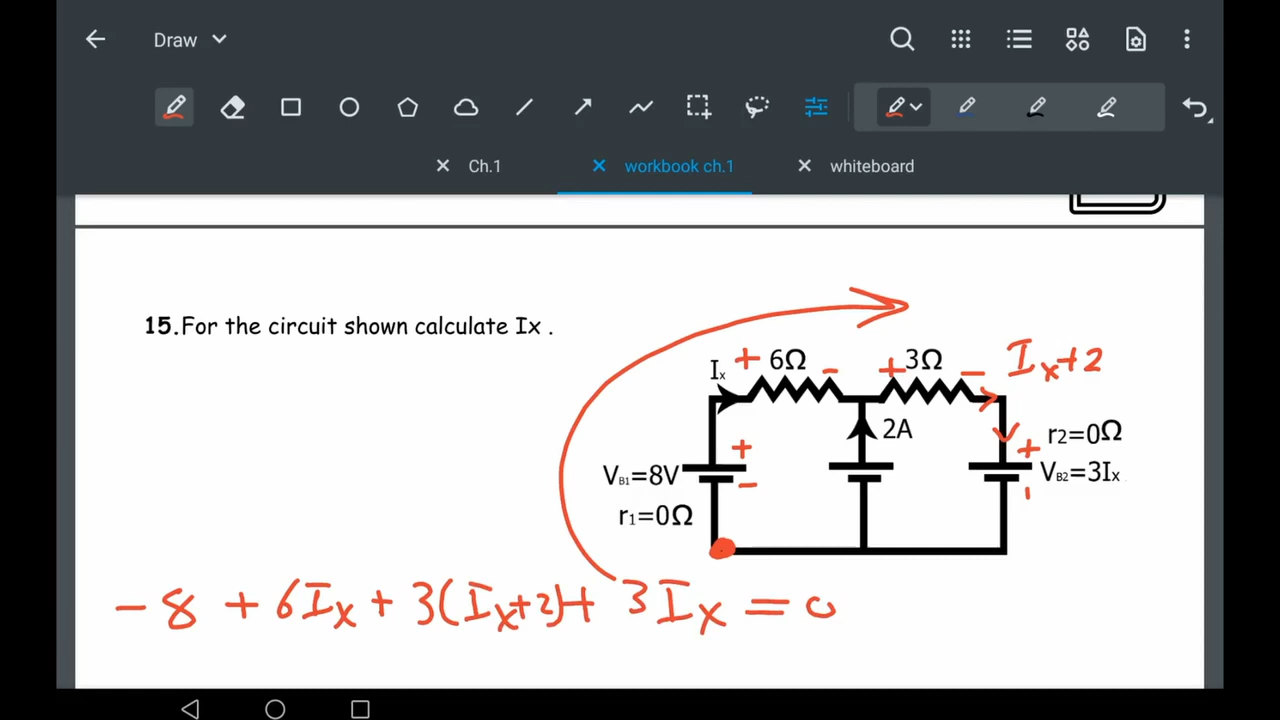 Draw
Ch.1
workbook ch.1
whiteboard
15.For the circuit shown calculate Ix .
Ix + 6Ω - + 3Ω - Ix+2
2A
+ + r2=0Ω
VB1=8V VB2=3Ix
- -
r1=0Ω
- 8 + 6Ix + 3(Ix+2)+ 3Ix = 0